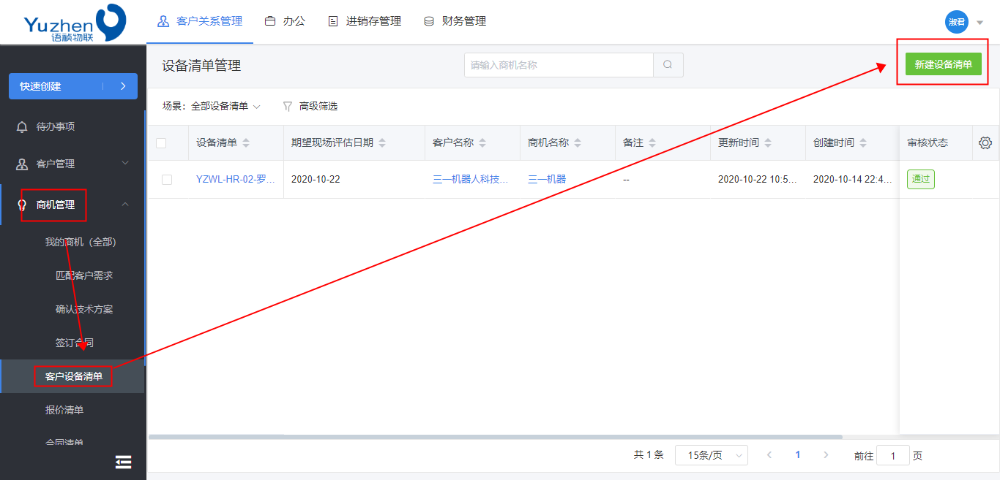 Yuzhen
语祯物联
客户关系管理
办公
进销存管理
财务管理
淑君
快速创建
待办事项
客户管理
商机管理
我的商机（全部）
匹配客户需求
确认技术方案
签订合同
客户设备清单
报价清单
合同清单
设备清单管理
请输入商机名称
新建设备清单
场景: 全部设备清单
高级筛选
设备清单 期望现场评估日期 客户名称 商机名称 备注 更新时间 创建时间 审核状态
YZWL-HR-02-罗... 2020-10-22 三一机器人科技... 三一机器 -- 2020-10-22 10:5... 2020-10-14 22:4... 通过
共 1 条 15条/页 1 前往 1 页